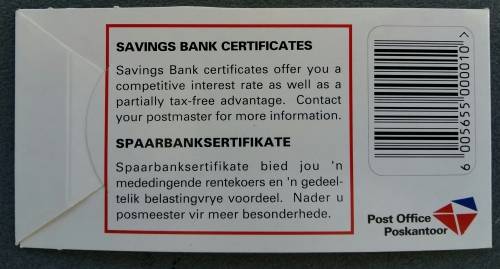 SAVINGS BANK CERTIFICATES
Savings Bank certificates offer you a
competitive interest rate as well as a
partially tax-free advantage. Contact
your postmaster for more information.
SPAARBANKSERTIFIKATE
Spaarbanksertifikate bied jou 'n
mededingende rentekoers en 'n gedeel-
telik belastingvrye voordeel. Nader u
posmeester vir meer besonderhede.
6 005655 000010 >
Post Office
Poskantoor